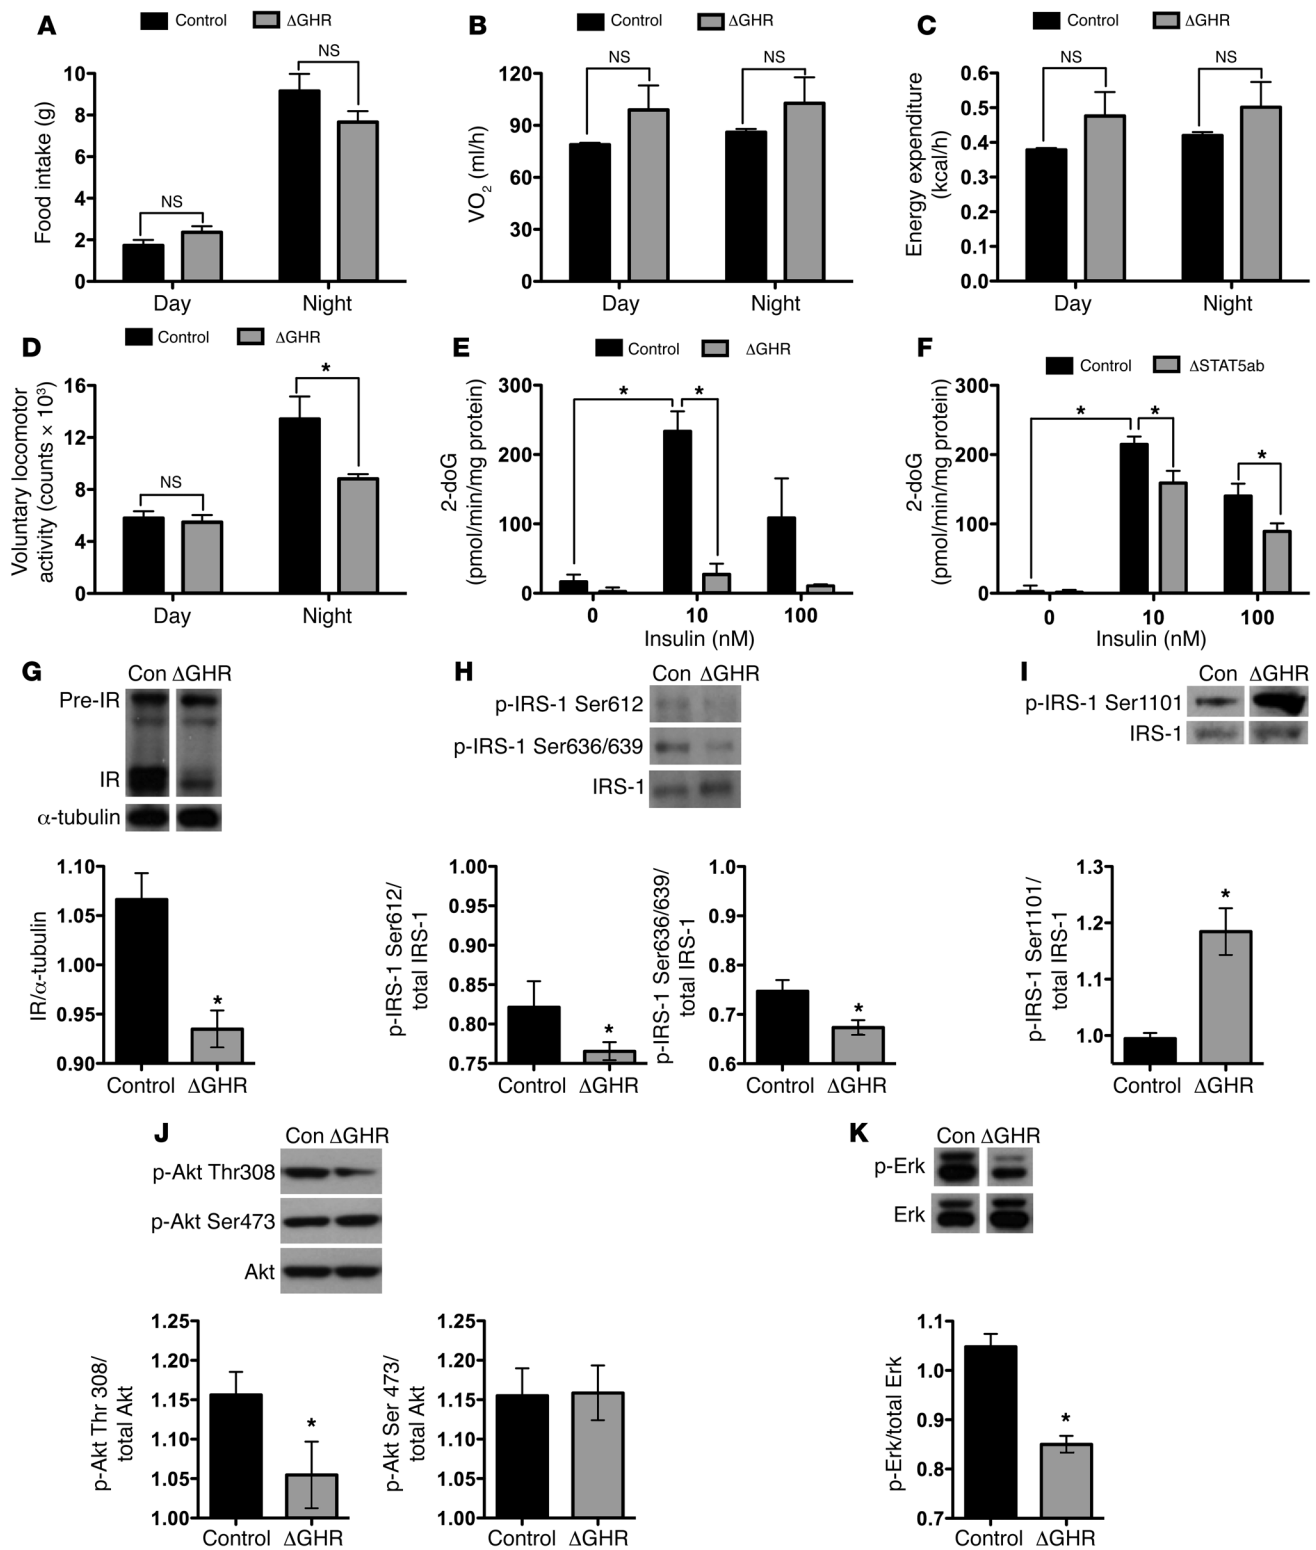 A
Control ΔGHR
Food intake (g)
10
8
6
4
2
0
NS
NS
Day
Night
B
Control ΔGHR
VO2 (ml/h)
120
90
60
30
0
NS
NS
Day
Night
C
Control ΔGHR
Energy expenditure
(kcal/h)
0.6
0.5
0.4
0.3
0.2
0.1
0.0
NS
NS
Day
Night
D
Control ΔGHR
Voluntary locomotor
activity (counts × 10³)
16
12
8
4
0
NS
*
Day
Night
E
Control ΔGHR
2-doG
(pmol/min/mg protein)
300
200
100
0
*
*
0 10 100
Insulin (nM)
F
Control ΔSTAT5ab
2-doG
(pmol/min/mg protein)
300
200
100
0
*
*
*
0 10 100
Insulin (nM)
G
Con ΔGHR
Pre-IR
IR
α-tubulin
IR/α-tubulin
1.10
1.05
1.00
0.95
0.90
*
Control ΔGHR
H
Con ΔGHR
p-IRS-1 Ser612
p-IRS-1 Ser636/639
IRS-1
p-IRS-1 Ser612/
total IRS-1
1.00
0.95
0.90
0.85
0.80
0.75
*
Control ΔGHR
p-IRS-1 Ser636/639/
total IRS-1
1.0
0.9
0.8
0.7
0.6
*
Control ΔGHR
I
Con ΔGHR
p-IRS-1 Ser1101
IRS-1
p-IRS-1 Ser1101/
total IRS-1
1.3
1.2
1.1
1.0
*
Control ΔGHR
J
Con ΔGHR
p-Akt Thr308
p-Akt Ser473
Akt
p-Akt Thr 308/
total Akt
1.25
1.20
1.15
1.10
1.05
1.00
*
Control ΔGHR
p-Akt Ser 473/
total Akt
1.25
1.20
1.15
1.10
1.05
1.00
Control ΔGHR
K
Con ΔGHR
p-Erk
Erk
p-Erk/total Erk
1.1
1.0
0.9
0.8
0.7
*
Control ΔGHR